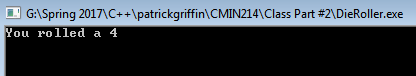 G:\Spring 2017\C++\patrickgriffin\CMIN214\Class Part #2\DieRoller.exe
You rolled a 4